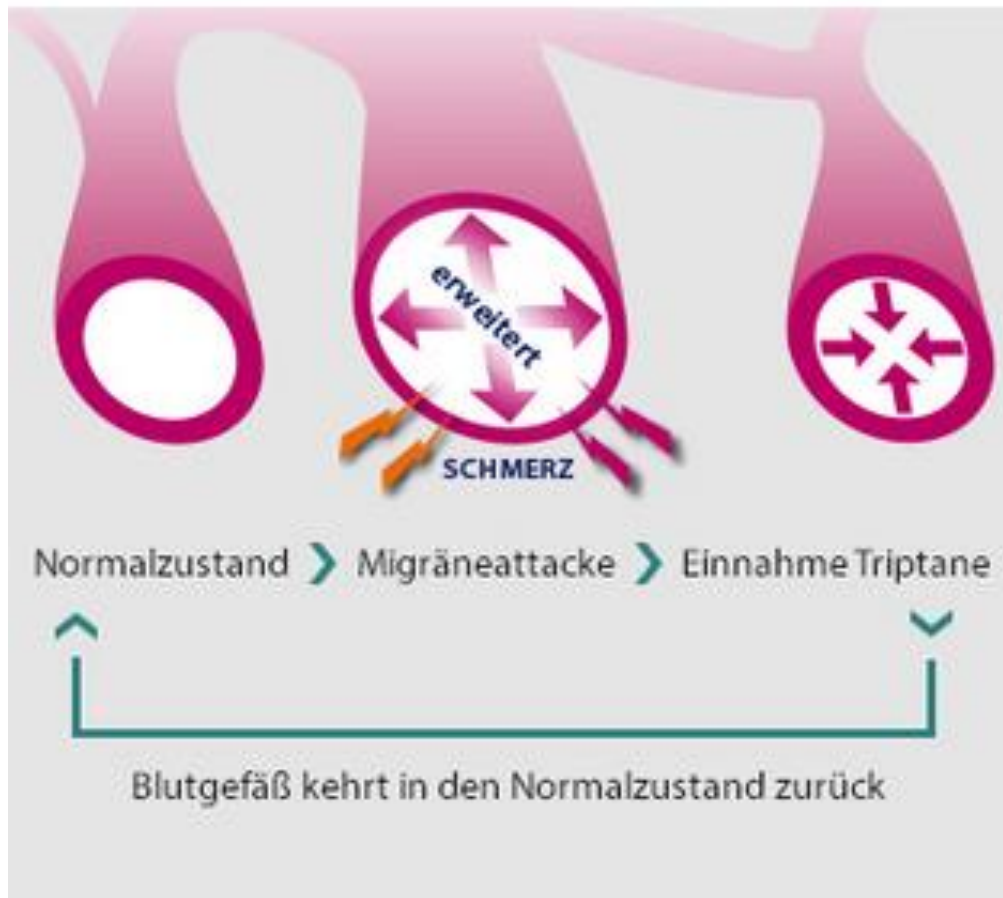 erweitert
SCHMERZ
Normalzustand > Migräneattacke > Einnahme Triptane
Blutgefäß kehrt in den Normalzustand zurück